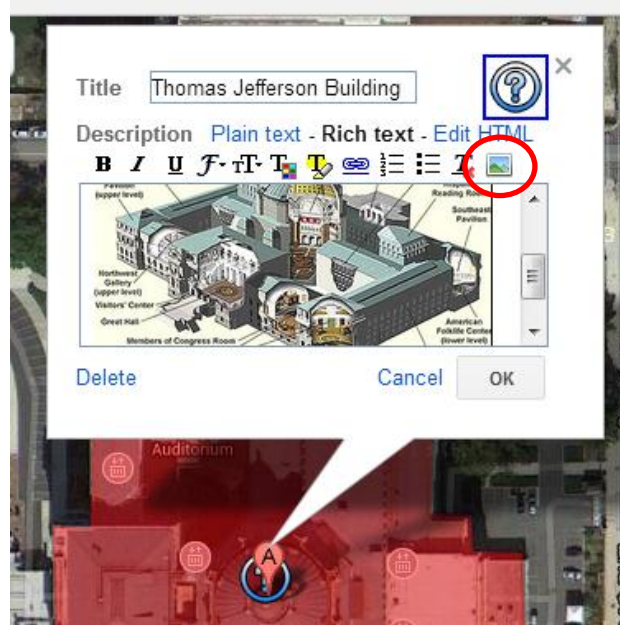 Title Thomas Jefferson Building
Description Plain text - Rich text - Edit HTML
B I U
(upper level)
Reading Room
Southeast
Pavilion
Northwest
Gallery
(upper level)
Visitors' Center
Great Hall
Members of Congress Room
American
Folklife Center
(lower level)
Delete Cancel OK
Auditorium
A